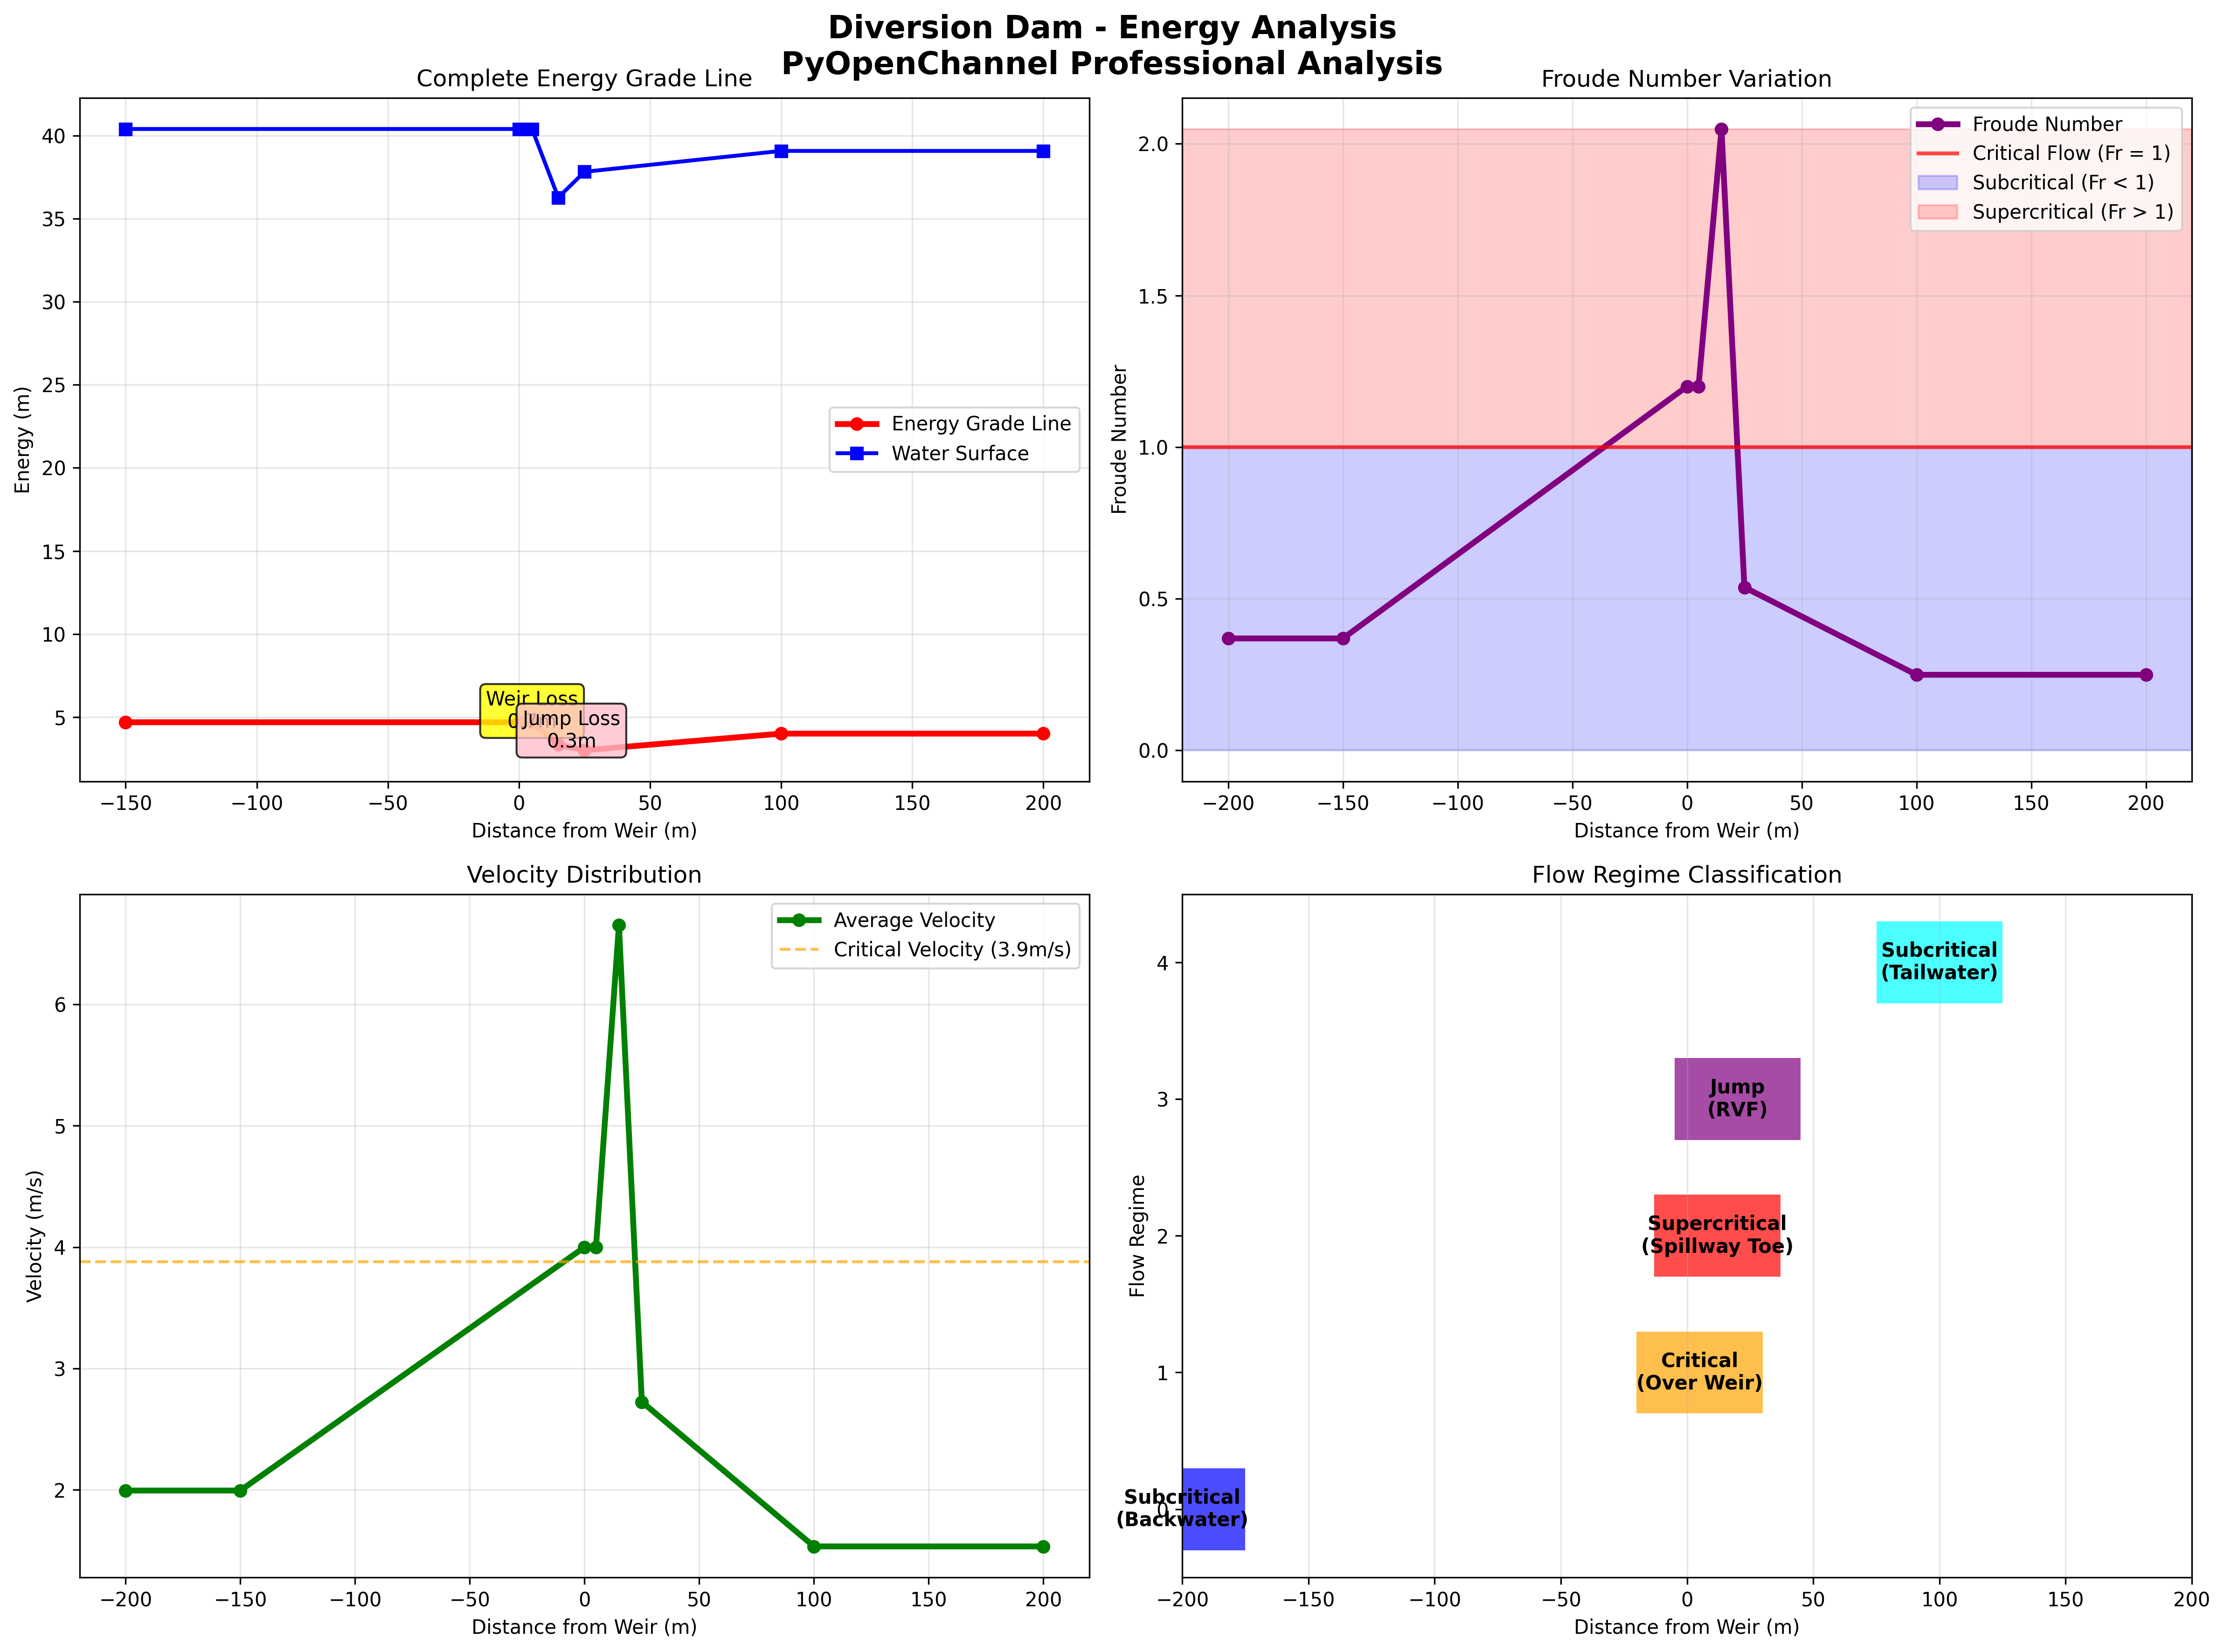 Diversion Dam - Energy Analysis
PyOpenChannel Professional Analysis
Complete Energy Grade Line
Energy (m)
40
35
30
25
20
15
10
5
Energy Grade Line
Water Surface
Weir Loss
Jump Loss
0.3m
−150
−100
−50
0
50
100
150
200
Distance from Weir (m)
Froude Number Variation
Froude Number
2.0
1.5
1.0
0.5
0.0
Froude Number
Critical Flow (Fr = 1)
Subcritical (Fr < 1)
Supercritical (Fr > 1)
−200
−150
−100
−50
0
50
100
150
200
Distance from Weir (m)
Velocity Distribution
Velocity (m/s)
6
5
4
3
2
Average Velocity
Critical Velocity (3.9m/s)
−200
−150
−100
−50
0
50
100
150
200
Distance from Weir (m)
Flow Regime Classification
Flow Regime
4
3
2
1
0
Subcritical
(Tailwater)
Jump
(RVF)
Supercritical
(Spillway Toe)
Critical
(Over Weir)
Subcritical
(Backwater)
−200
−150
−100
−50
0
50
100
150
200
Distance from Weir (m)